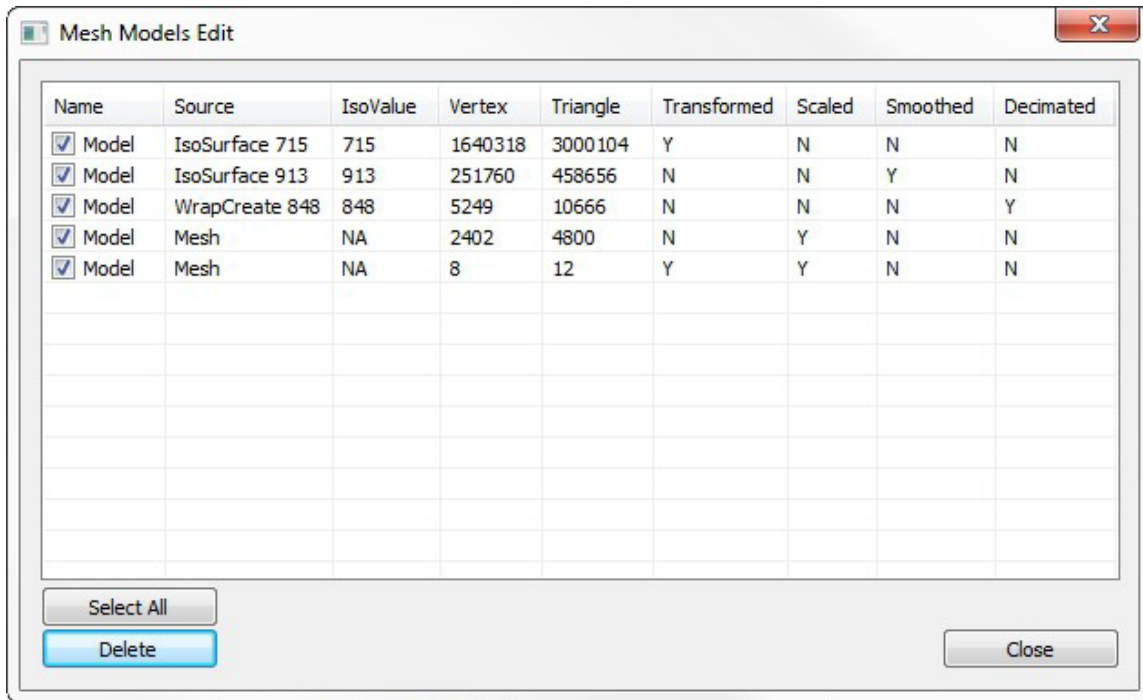 Mesh Models Edit
Name Source IsoValue Vertex Triangle Transformed Scaled Smoothed Decimated
Model IsoSurface 715 715 1640318 3000104 Y N N N
Model IsoSurface 913 913 251760 458656 N N Y N
Model WrapCreate 848 848 5249 10666 N N N Y
Model Mesh NA 2402 4800 N Y N N
Model Mesh NA 8 12 Y Y N N
Select All
Delete Close